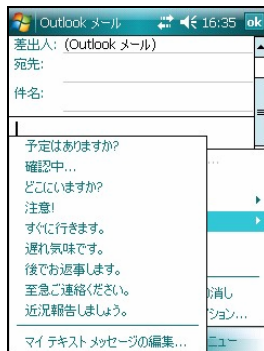 Outlook メール 16:35 ok
差出人: (Outlook メール)
宛先:
件名:
予定はありますか?
確認中...
どこにいますか?
注意!
すぐに行きます。
遅れ気味です。
後でお返事します。
至急ご連絡ください。
近況報告しましょう。
マイ テキスト メッセージの編集...
...
消し
ション...
ニュー